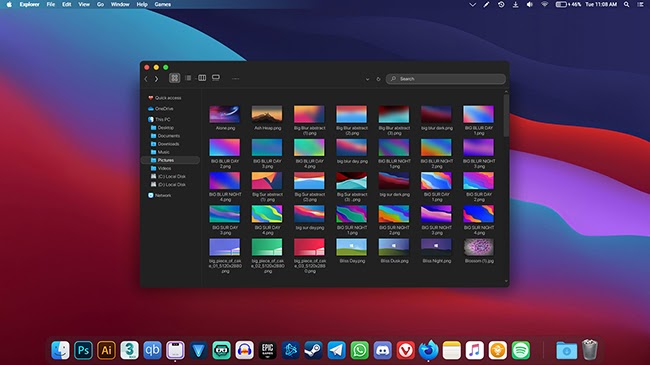 Explorer File Edit View Go Window Help Games
+46% Tue 11:08 AM
Search
Quick access
OneDrive
This PC
Desktop
Documents
Downloads
Music
Pictures
Videos
(C:) Local Disk
(C:) Local Disk
Network
Alone.png
Ash Heap.png
Big Blur abstract (1).png
Big Blur abstract (2).png
Big Blur abstract (3).png
big blur dark.png
BIG BLUR DAY 1.png
BIG BLUR DAY 2.png
BIG BLUR DAY 3.png
BIG BLUR DAY 4.png
big blur day.png
BIG BLUR NIGHT 1.png
BIG BLUR NIGHT 2.png
BIG BLUR NIGHT 3.png
BIG BLUR NIGHT 4.png
Big Sur abstract (1).png
Big Sur abstract (2).png
Big Sur abstract (3)
big sur dark.png
BIG SUR DAY 1.png
BIG SUR DAY 2.png
BIG SUR DAY 3.png
BIG SUR DAY 4.png
big sur day.png
BIG SUR NIGHT 1.png
BIG SUR NIGHT 2.png
BIG SUR NIGHT 3.png
BIG SUR NIGHT 4.png
big_piece_of_cake_01_5120x2880.png
big_piece_of_cake_02_5120x2880.png
big_piece_of_cake_03_5120x2880.png
Bliss Day.png
Bliss Dusk.png
Bliss Night.png
Blossom (1).jpg
Ps
Ai
3
qb
EPIC GAMES